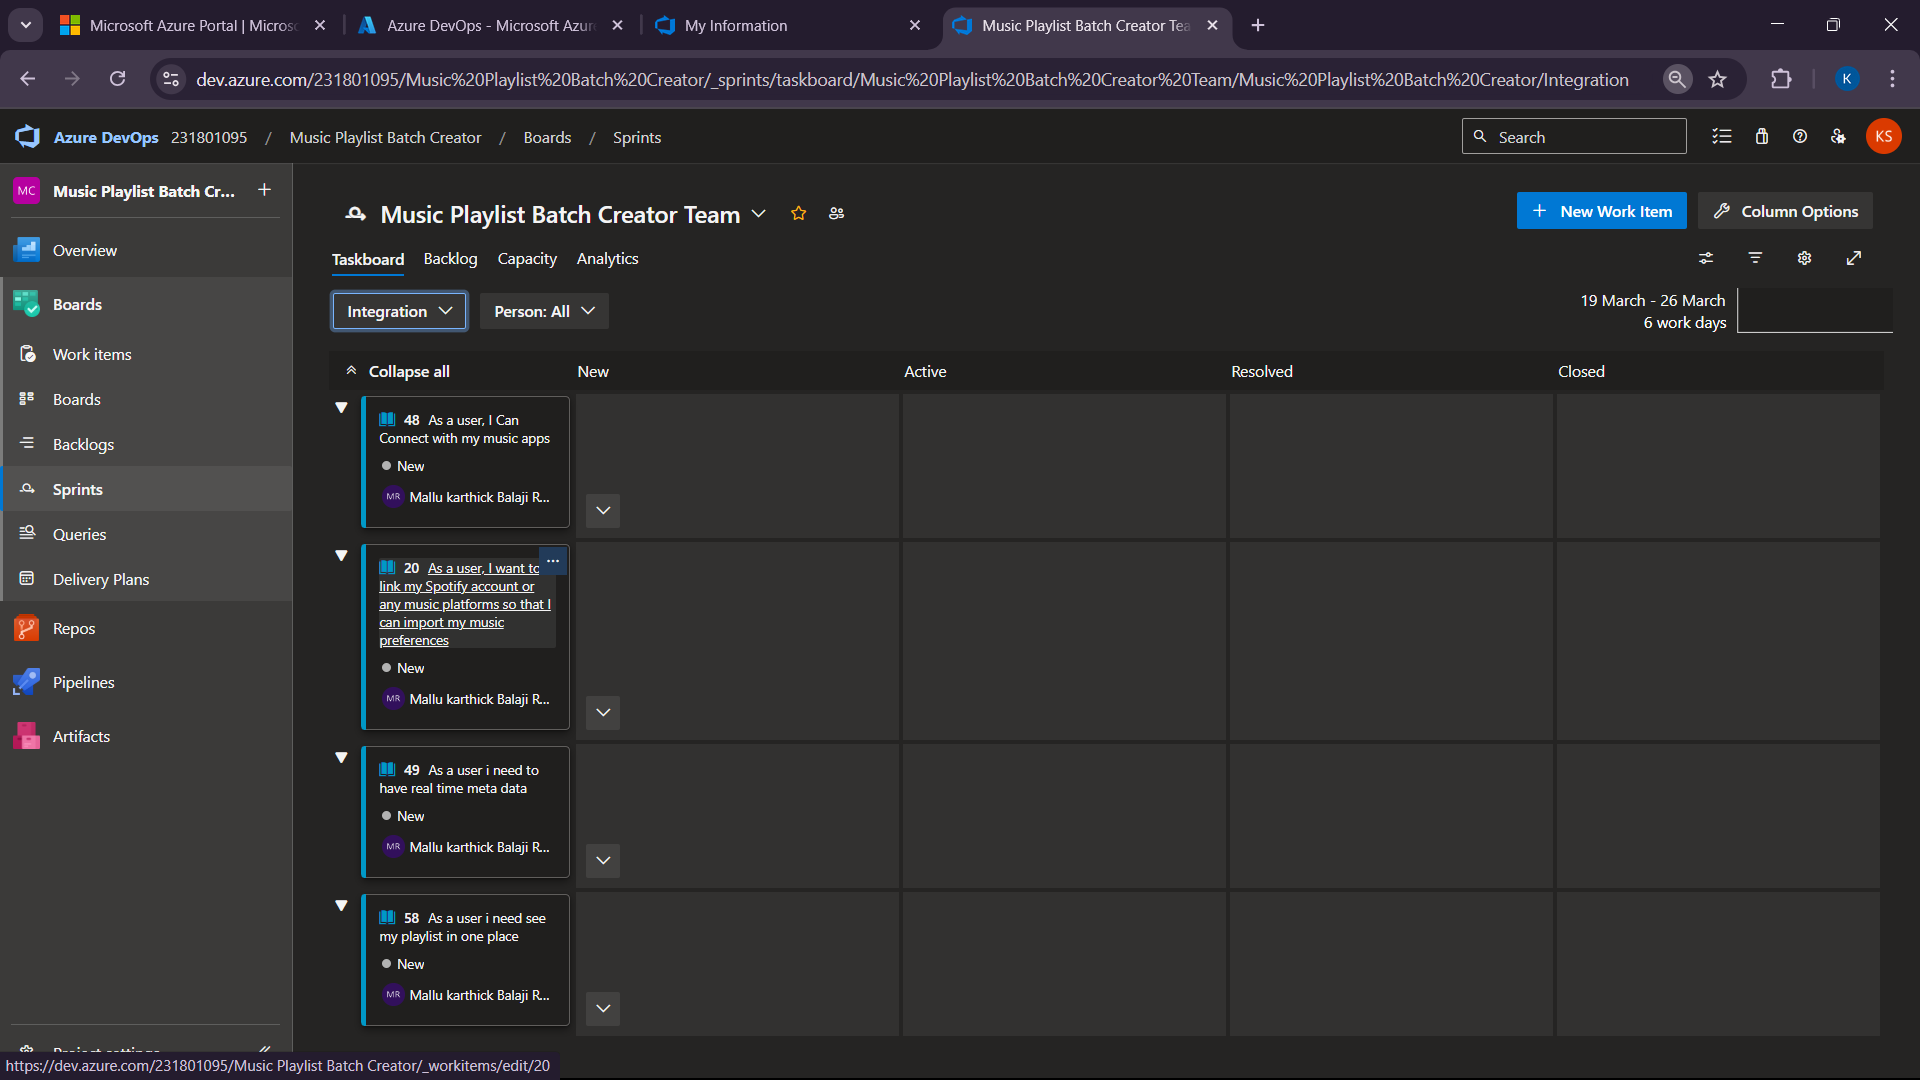 Microsoft Azure Portal | Micros
Azure DevOps - Microsoft Azur
My Information
Music Playlist Batch Creator Tea
dev.azure.com/231801095/Music%20Playlist%20Batch%20Creator/_sprints/taskboard/Music%20Playlist%20Batch%20Creator%20Team/Music%20Playlist%20Batch%20Creator/Integration
K
Azure DevOps 231801095 / Music Playlist Batch Creator / Boards / Sprints
Search
KS
MC Music Playlist Batch Cr...
Overview
Boards
Work items
Boards
Backlogs
Sprints
Queries
Delivery Plans
Repos
Pipelines
Artifacts
Project settings
Music Playlist Batch Creator Team
New Work Item
Column Options
Taskboard Backlog Capacity Analytics
Integration
Person: All
19 March - 26 March
6 work days
Collapse all New Active Resolved Closed
48 As a user, I Can
Connect with my music apps
New
MR Mallu karthick Balaji R...
20 As a user, I want to
link my Spotify account or
any music platforms so that I
can import my music
preferences
New
MR Mallu karthick Balaji R...
49 As a user i need to
have real time meta data
New
MR Mallu karthick Balaji R...
58 As a user i need see
my playlist in one place
New
MR Mallu karthick Balaji R...
https://dev.azure.com/231801095/Music Playlist Batch Creator/_workitems/edit/20